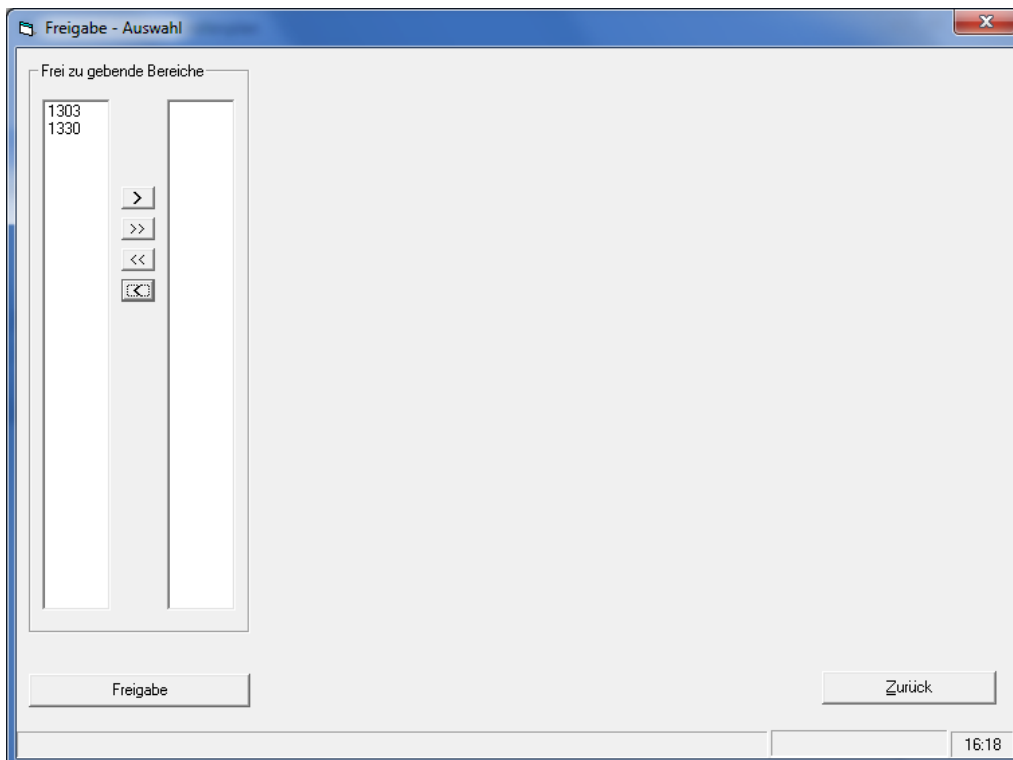 Freigabe - Auswahl
Frei zu gebende Bereiche
1303
1330
>
>>
<<
<
Freigabe
Zurück
16:18